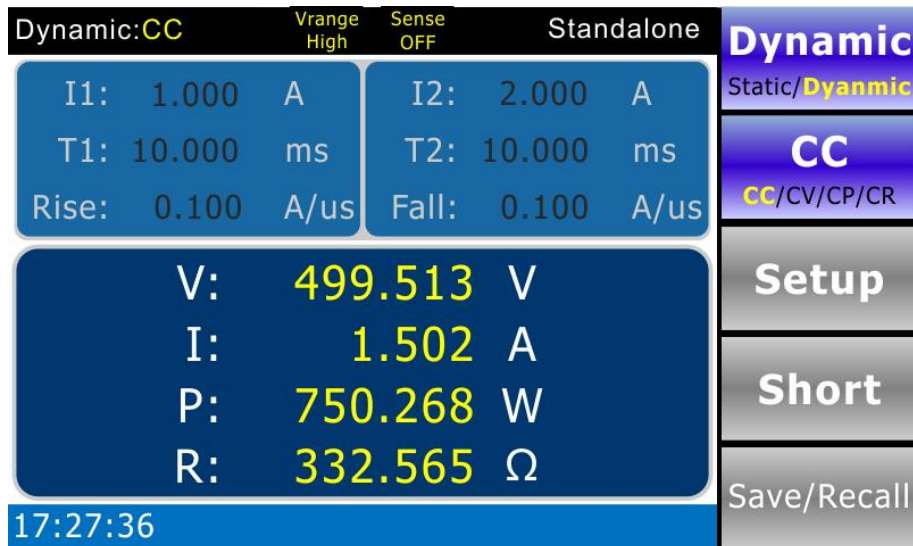 Dynamic:CC Vrange High Sense OFF Standalone
I1: 1.000 A I2: 2.000 A
T1: 10.000 ms T2: 10.000 ms
Rise: 0.100 A/us Fall: 0.100 A/us
V: 499.513 V
I: 1.502 A
P: 750.268 W
R: 332.565 Ω
17:27:36
Dynamic
Static/Dyanmic
CC
CC/CV/CP/CR
Setup
Short
Save/Recall